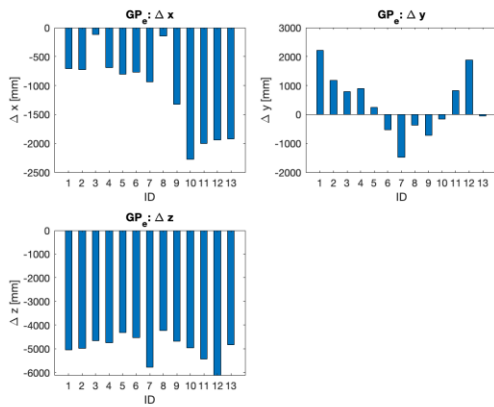 GPe: Δ x
0
-500
-1000
-1500
-2000
-2500
Δ x [mm]
1 2 3 4 5 6 7 8 9 10 11 12 13
ID
GPe: Δ y
3000
2000
1000
0
-1000
-2000
Δ y [mm]
1 2 3 4 5 6 7 8 9 10 11 12 13
ID
GPe: Δ z
0
-1000
-2000
-3000
-4000
-5000
-6000
Δ z [mm]
1 2 3 4 5 6 7 8 9 10 11 12 13
ID